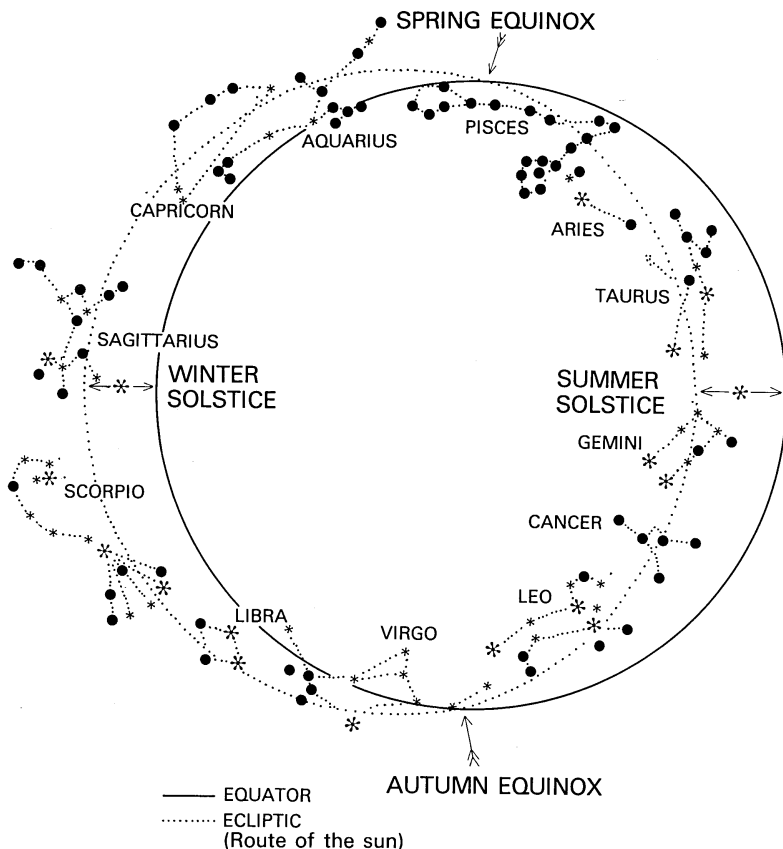 SPRING EQUINOX
PISCES
AQUARIUS
CAPRICORN
ARIES
TAURUS
SAGITTARIUS
WINTER
SOLSTICE
SUMMER
SOLSTICE
GEMINI
SCORPIO
CANCER
LEO
LIBRA
VIRGO
AUTUMN EQUINOX
EQUATOR
ECLIPTIC
(Route of the sun)